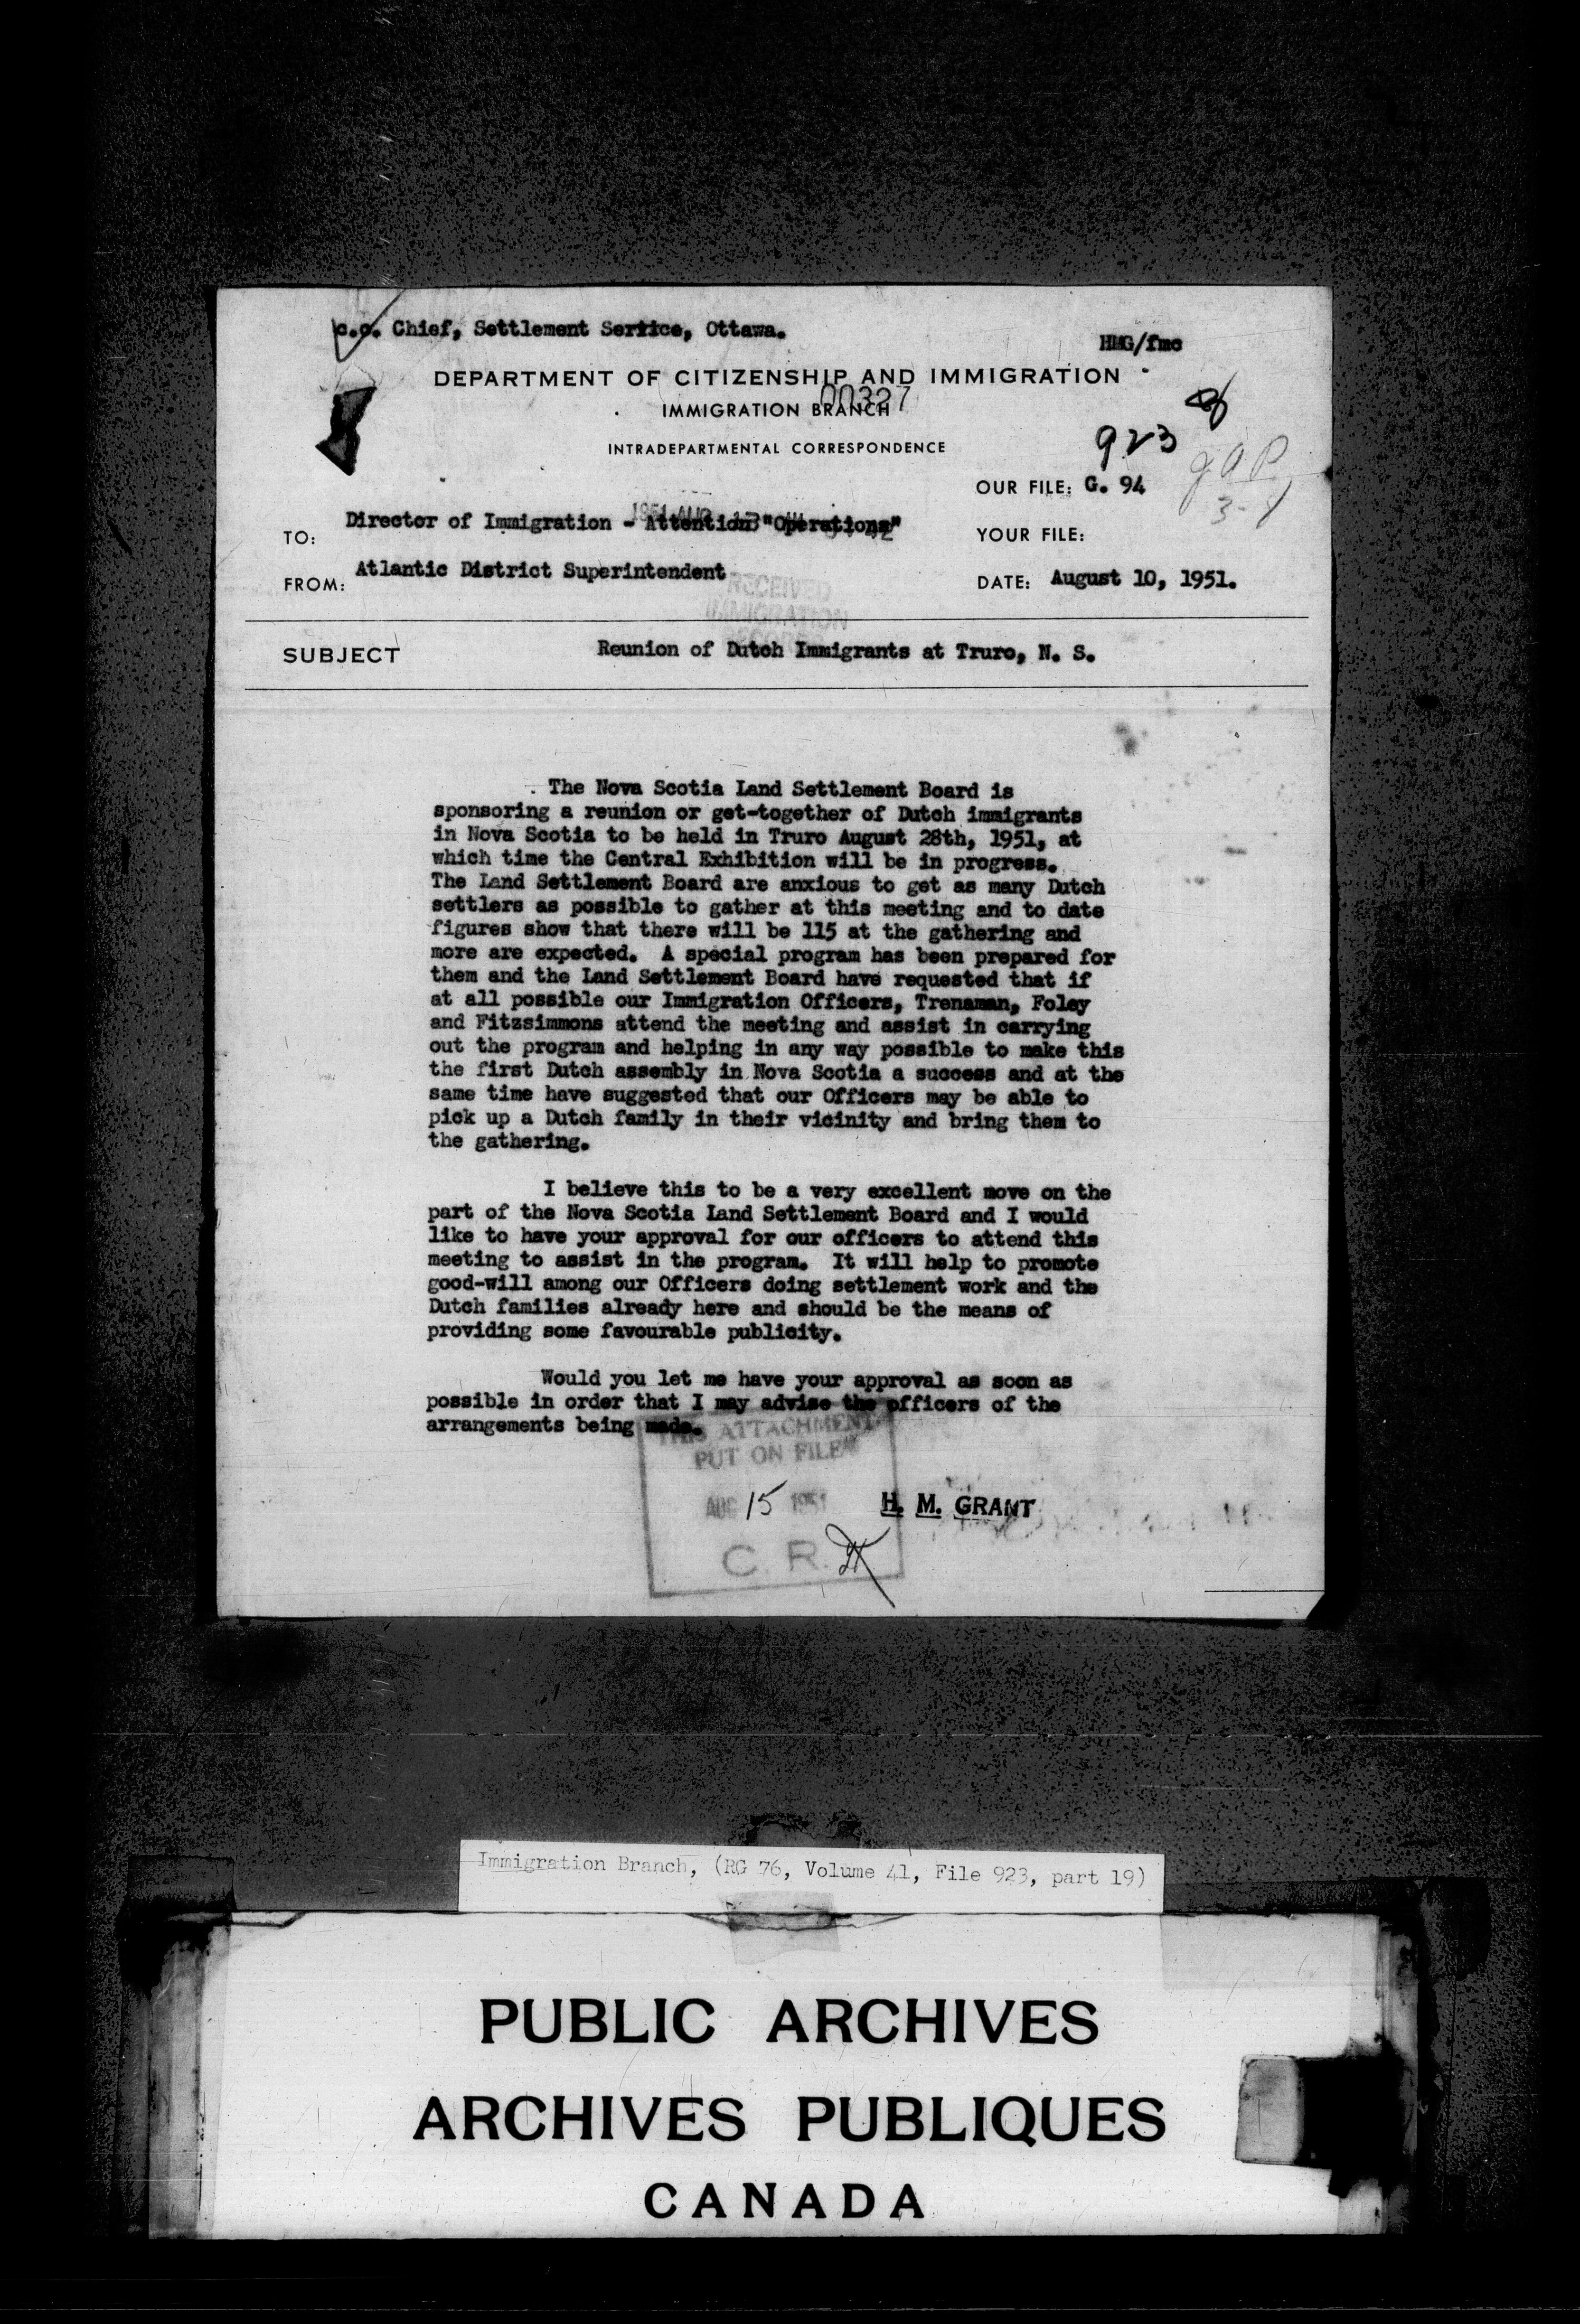 c.c. Chief, Settlement Service, Ottawa.
HMG/fmc
DEPARTMENT OF CITIZENSHIP AND IMMIGRATION
00327
IMMIGRATION BRANCH
INTRADEPARTMENTAL CORRESPONDENCE
923
OUR FILE: G. 94
TO: Director of Immigration - Attention "Operations"
YOUR FILE:
FROM: Atlantic District Superintendent
DATE: August 10, 1951.
RECEIVED
IMMIGRATION
SUBJECT Reunion of Dutch Immigrants at Truro, N. S.
The Nova Scotia Land Settlement Board is
sponsoring a reunion or get-together of Dutch immigrants
in Nova Scotia to be held in Truro August 28th, 1951, at
which time the Central Exhibition will be in progress.
The Land Settlement Board are anxious to get as many Dutch
settlers as possible to gather at this meeting and to date
figures show that there will be 115 at the gathering and
more are expected. A special program has been prepared for
them and the Land Settlement Board have requested that if
at all possible our Immigration Officers, Trenaman, Foley
and Fitzsimmons attend the meeting and assist in carrying
out the program and helping in any way possible to make this
the first Dutch assembly in Nova Scotia a success and at the
same time have suggested that our Officers may be able to
pick up a Dutch family in their vicinity and bring them to
the gathering.
I believe this to be a very excellent move on the
part of the Nova Scotia Land Settlement Board and I would
like to have your approval for our officers to attend this
meeting to assist in the program. It will help to promote
good-will among our Officers doing settlement work and the
Dutch families already here and should be the means of
providing some favourable publicity.
Would you let me have your approval as soon as
possible in order that I may advise the officers of the
arrangements being made.
THIS ATTACHMENT
PUT ON FILE
AUG 15 1951
H. M. GRANT
C. R.
Immigration Branch, (RG 76, Volume 41, File 923, part 19)
PUBLIC ARCHIVES
ARCHIVES PUBLIQUES
CANADA